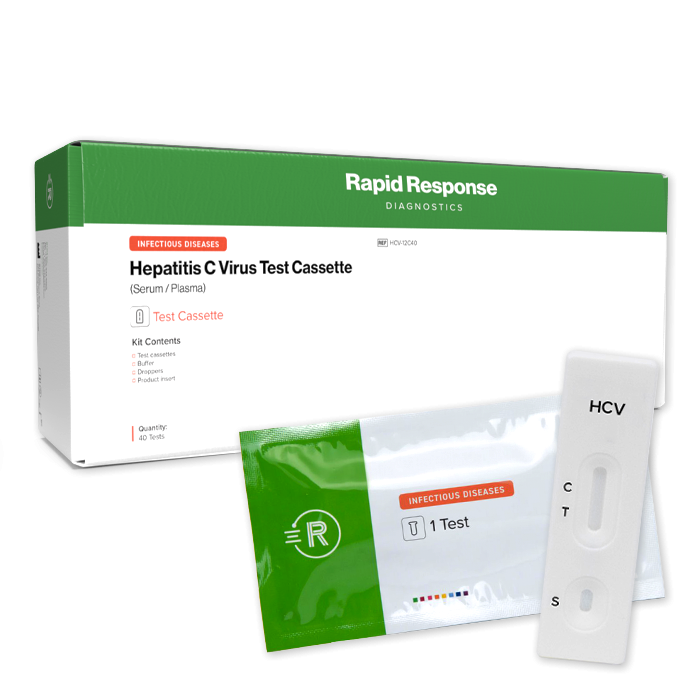 Rapid Response
DIAGNOSTICS
INFECTIOUS DISEASES
REF HCV-12C40
Hepatitis C Virus Test Cassette
(Serum / Plasma)
Test Cassette
Kit Contents
Test cassettes
Buffer
Droppers
Product insert
Quantity:
40 Tests
R
INFECTIOUS DISEASES
1 Test
HCV
C
T
S